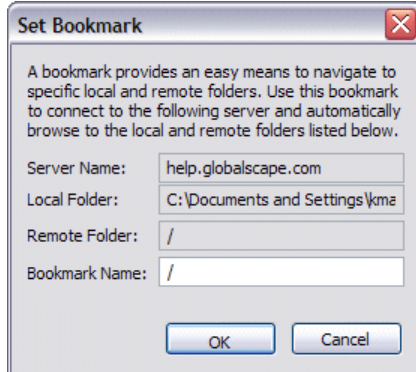 Set Bookmark
A bookmark provides an easy means to navigate to
specific local and remote folders. Use this bookmark
to connect to the following server and automatically
browse to the local and remote folders listed below.
Server Name: help.globalscape.com
Local Folder: C:\Documents and Settings\kma
Remote Folder: /
Bookmark Name: /
OK Cancel